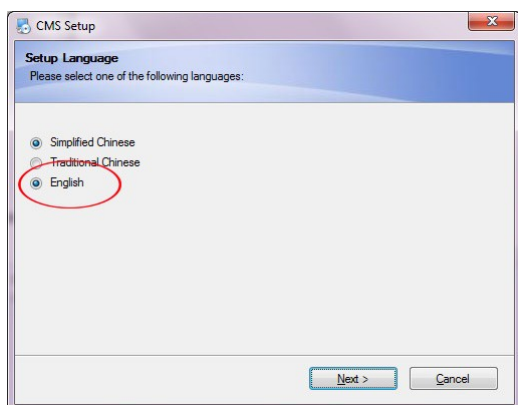 CMS Setup
Setup Language
Please select one of the following languages:
Simplified Chinese
Traditional Chinese
English
Next >
Cancel